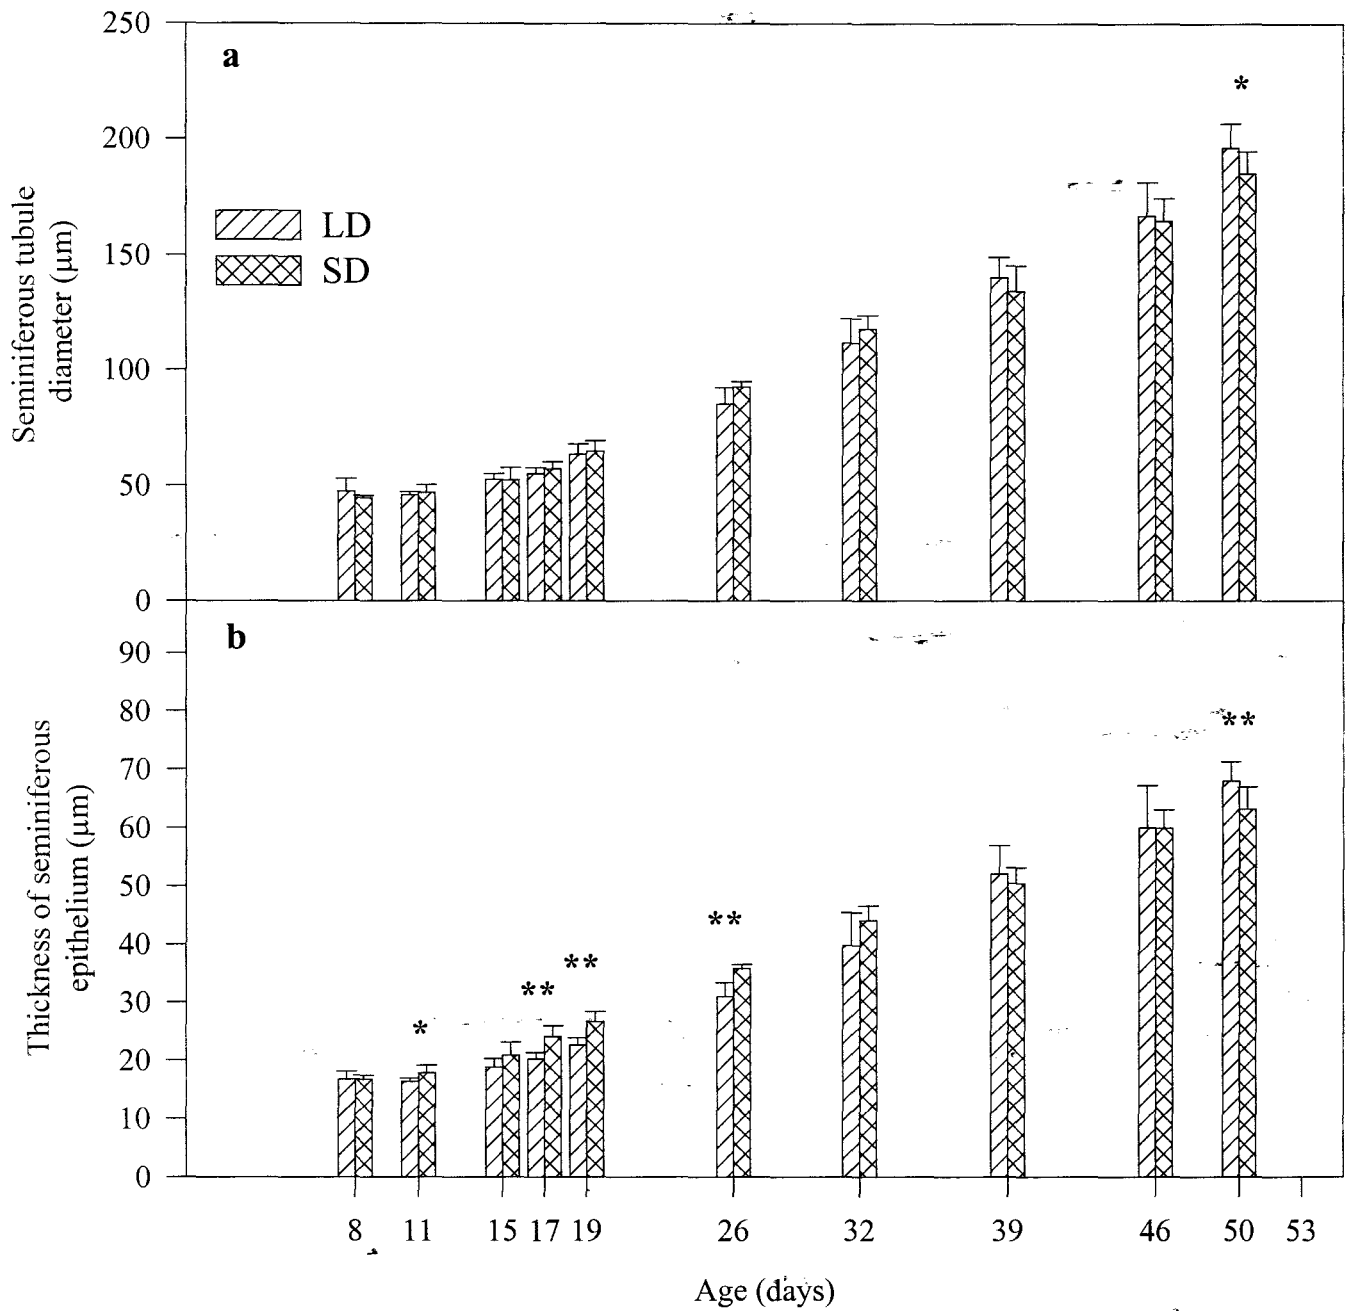 250
a
*
200
Seminiferous tubule
diameter (μm)
LD
150
SD
100
50
0
b
90
80
**
70
Thickness of seminiferous
epithelium (μm)
60
50
**
40
**
**
30
*
20
10
0
8 11 15 17 19 26 32 39 46 50 53
Age (days)